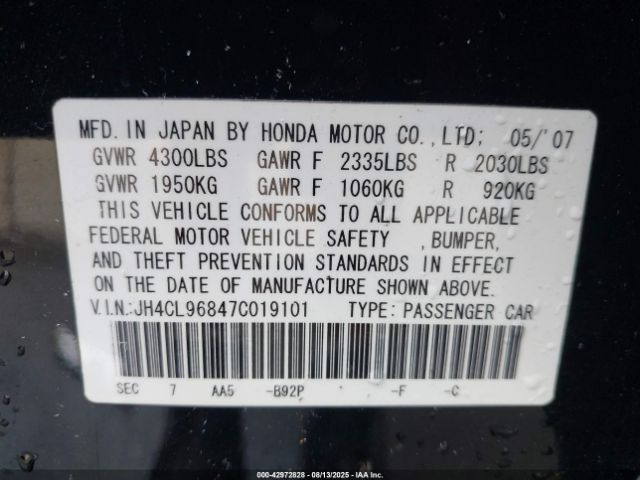 MFD. IN JAPAN BY HONDA MOTOR CO.,LTD; 05/'07
GVWR 4300LBS GAWR F 2335LBS R 2030LBS
GVWR 1950KG GAWR F 1060KG R 920KG
THIS VEHICLE CONFORMS TO ALL APPLICABLE
FEDERAL MOTOR VEHICLE SAFETY ,BUMPER,
AND THEFT PREVENTION STANDARDS IN EFFECT
ON THE DATE OF MANUFACTURE SHOWN ABOVE.
V.I.N.:JH4CL96847C019101 TYPE: PASSENGER CAR
SEC 7 AA5 -B92P -F -C
000-42972828 - 08/13/2025 - Copyright IAA, Inc.